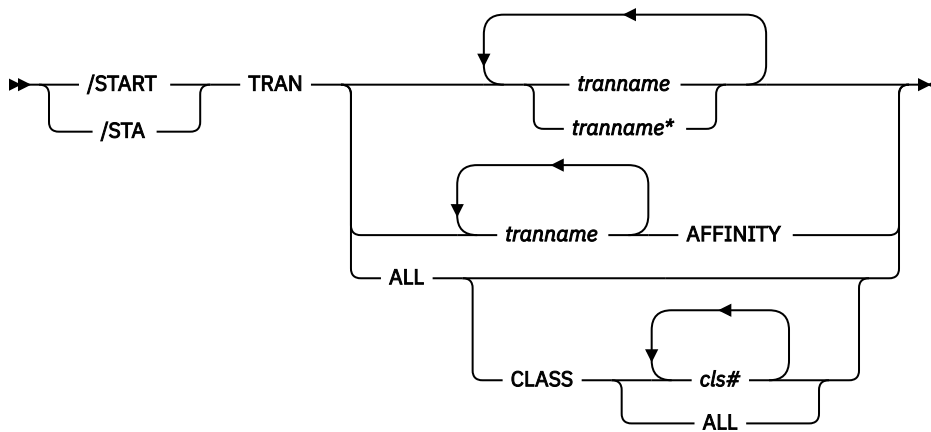 /START TRAN tranname
/STA tranname*
tranname AFFINITY
ALL
CLASS cls#
ALL